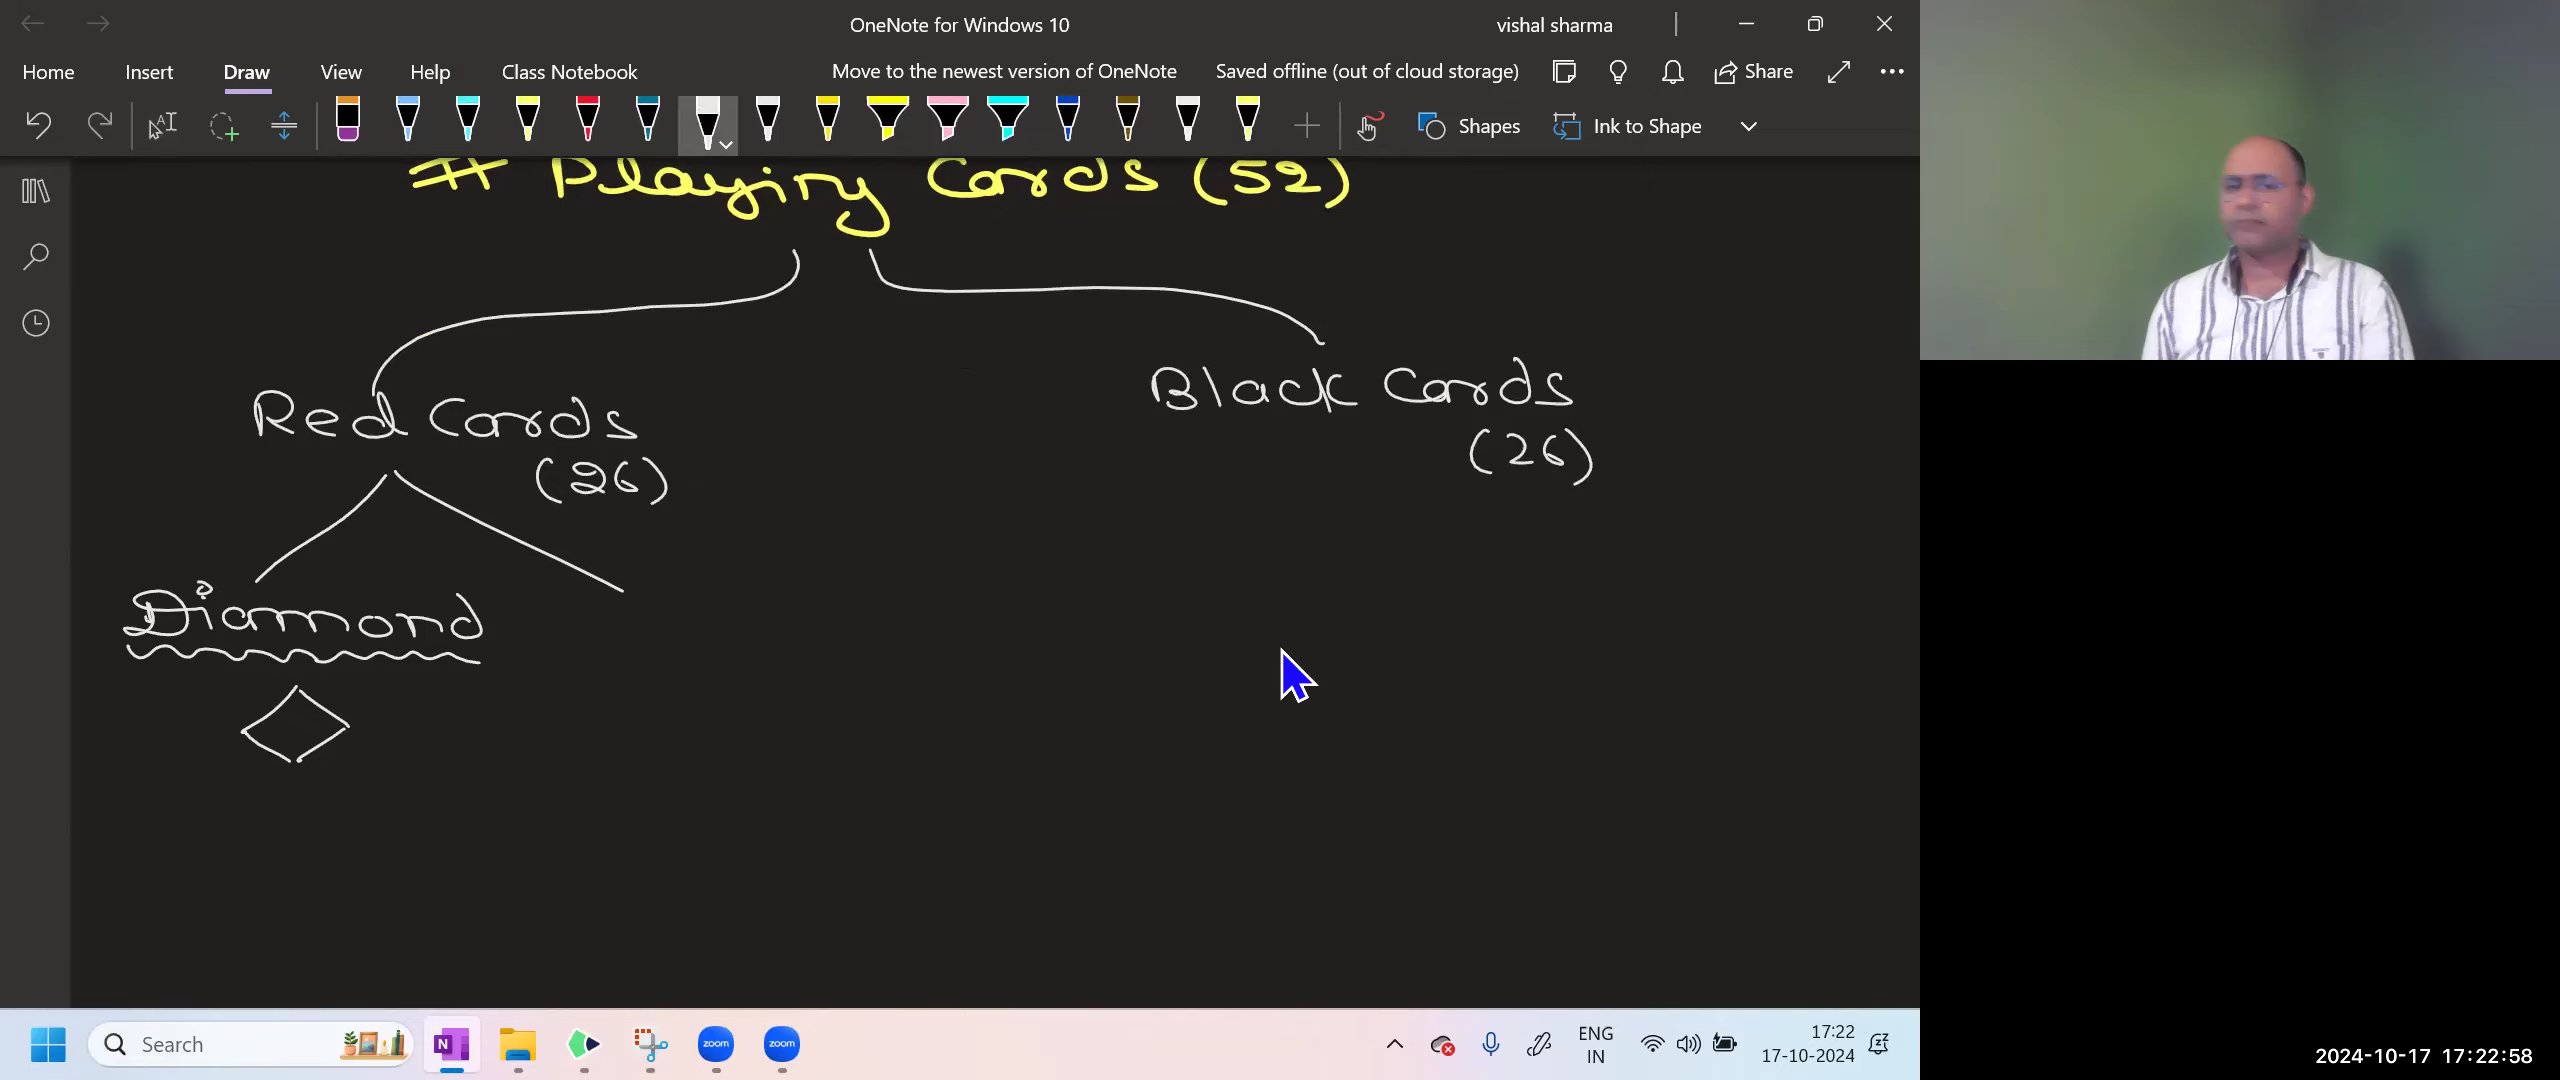 OneNote for Windows 10
vishal sharma
Home Insert Draw View Help Class Notebook
Move to the newest version of OneNote Saved offline (out of cloud storage) Share
Shapes Ink to Shape
# Playing Cards (52)
Red Cards
(26)
Black Cards
(26)
Diamond
Search
zoom zoom
ENG
IN
17:22
17-10-2024
2024-10-17 17:22:58